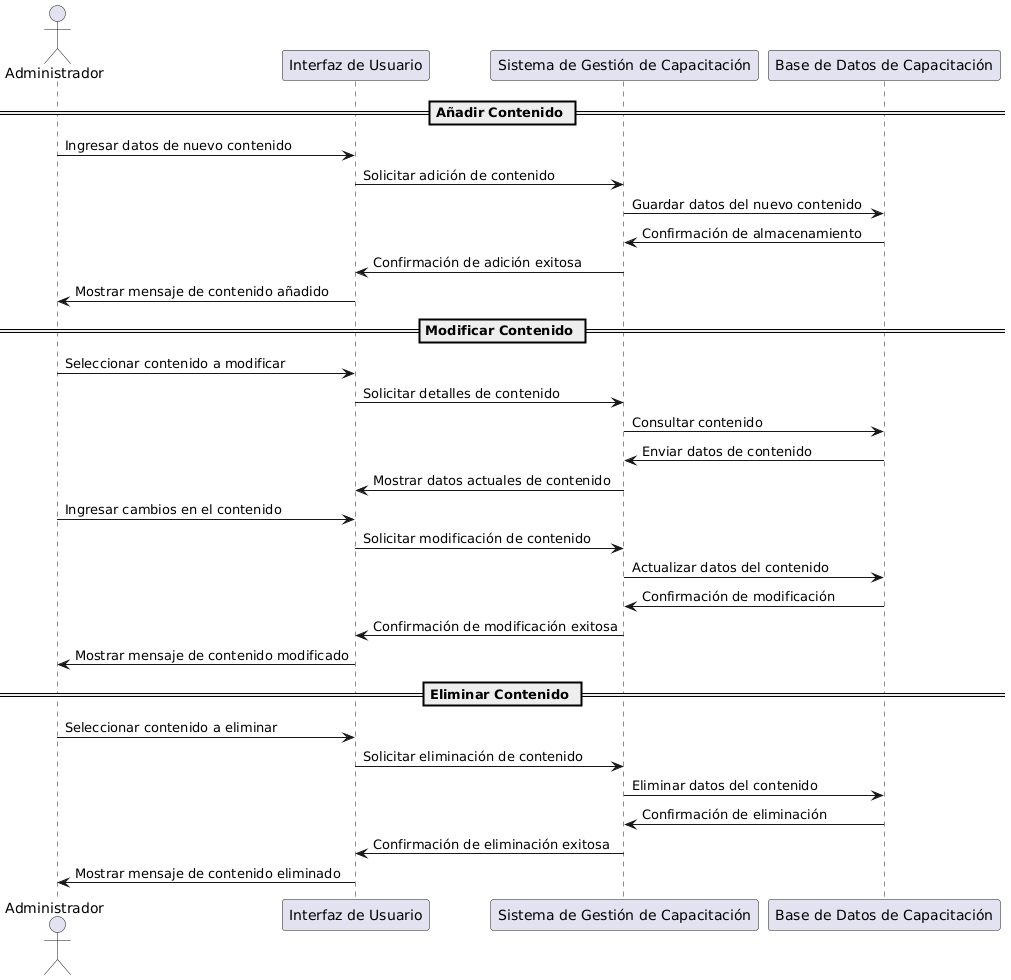 Administrador
Interfaz de Usuario
Sistema de Gestión de Capacitación
Base de Datos de Capacitación
Añadir Contenido
Ingresar datos de nuevo contenido
Solicitar adición de contenido
Guardar datos del nuevo contenido
Confirmación de almacenamiento
Confirmación de adición exitosa
Mostrar mensaje de contenido añadido
Modificar Contenido
Seleccionar contenido a modificar
Solicitar detalles de contenido
Consultar contenido
Enviar datos de contenido
Mostrar datos actuales de contenido
Ingresar cambios en el contenido
Solicitar modificación de contenido
Actualizar datos del contenido
Confirmación de modificación
Confirmación de modificación exitosa
Mostrar mensaje de contenido modificado
Eliminar Contenido
Seleccionar contenido a eliminar
Solicitar eliminación de contenido
Eliminar datos del contenido
Confirmación de eliminación
Confirmación de eliminación exitosa
Mostrar mensaje de contenido eliminado
Administrador
Interfaz de Usuario
Sistema de Gestión de Capacitación
Base de Datos de Capacitación